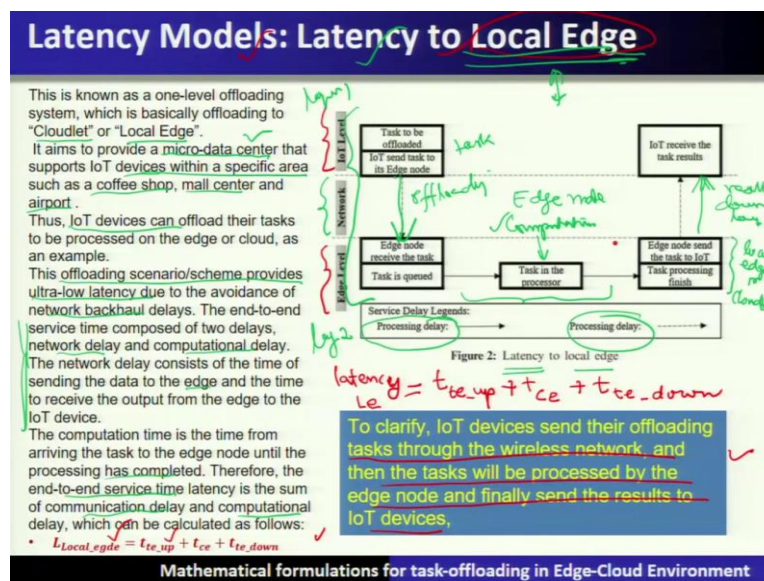 Latency Models: Latency to Local Edge
This is known as a one-level offloading
system, which is basically offloading to
“Cloudlet” or “Local Edge”.
It aims to provide a micro-data center that
supports IoT devices within a specific area
such as a coffee shop, mall center and
airport .
Thus, IoT devices can offload their tasks
to be processed on the edge or cloud, as
an example.
This offloading scenario/scheme provides
ultra-low latency due to the avoidance of
network backhaul delays. The end-to-end
service time composed of two delays,
network delay and computational delay.
The network delay consists of the time of
sending the data to the edge and the time
to receive the output from the edge to the
IoT device.
The computation time is the time from
arriving the task to the edge node until the
processing has completed. Therefore, the
end-to-end service time latency is the sum
of communication delay and computational
delay, which can be calculated as follows:
• L_Local_egde = t_te_up + t_ce + t_te_down
IoT Level
Task to be
offloaded
IoT send task to
its Edge node
task
IoT receive the
task results
Network
Edge node
Computation
down
Edge Level
Edge node
receive the task
Task is queued
Task in the
processor
Edge node send
the task to IoT
Task processing
finish
edge
Service Delay Legends:
Processing delay:
Processing delay:
Figure 2: Latency to local edge
latency = t_te_up + t_ce + t_te_down
To clarify, IoT devices send their offloading
tasks through the wireless network, and
then the tasks will be processed by the
edge node and finally send the results to
IoT devices,
Mathematical formulations for task-offloading in Edge-Cloud Environment